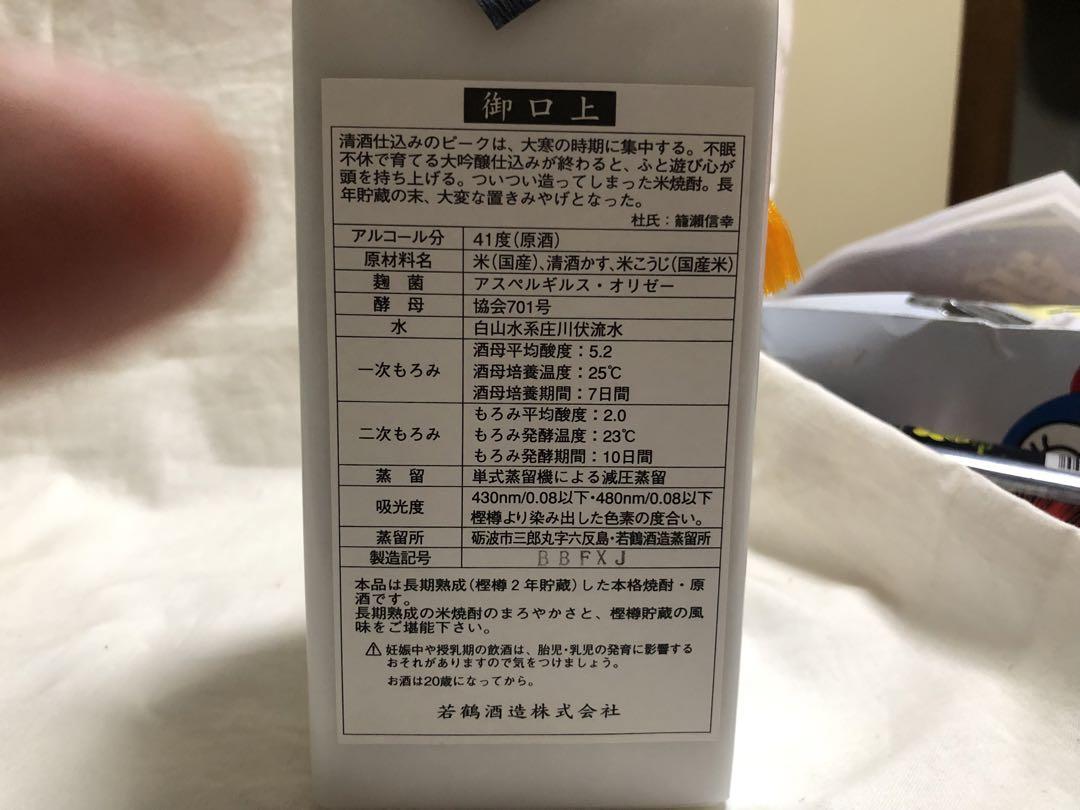 御口上
清酒仕込みのピークは、大寒の時期に集中する。不眠
不休で育てる大吟醸仕込みが終わると、ふと遊び心が
頭を持ち上げる。ついつい造ってしまった米焼酎。長
年貯蔵の末、大変な置きみやげとなった。
杜氏：籠瀬信幸
アルコール分 41度(原酒)
原材料名 米(国産)、清酒かす、米こうじ(国産米)
麹菌 アスペルギルス・オリゼー
酵母 協会701号
水 白山水系庄川伏流水
一次もろみ
酒母平均酸度：5.2
酒母培養温度：25℃
酒母培養期間：7日間
二次もろみ
もろみ平均酸度：2.0
もろみ発酵温度：23℃
もろみ発酵期間：10日間
蒸留 単式蒸留機による減圧蒸留
吸光度
430nm/0.08以下・480nm/0.08以下
樫樽より染み出した色素の度合い。
蒸留所 砺波市三郎丸字六反島・若鶴酒造蒸留所
製造記号 BBFXJ
本品は長期熟成(樫樽2年貯蔵)した本格焼酎・原
酒です。
長期熟成の米焼酎のまろやかさと、樫樽貯蔵の風
味をご堪能下さい。
⚠ 妊娠中や授乳期の飲酒は、胎児・乳児の発育に影響する
おそれがありますので気をつけましょう。
お酒は20歳になってから。
若鶴酒造株式会社